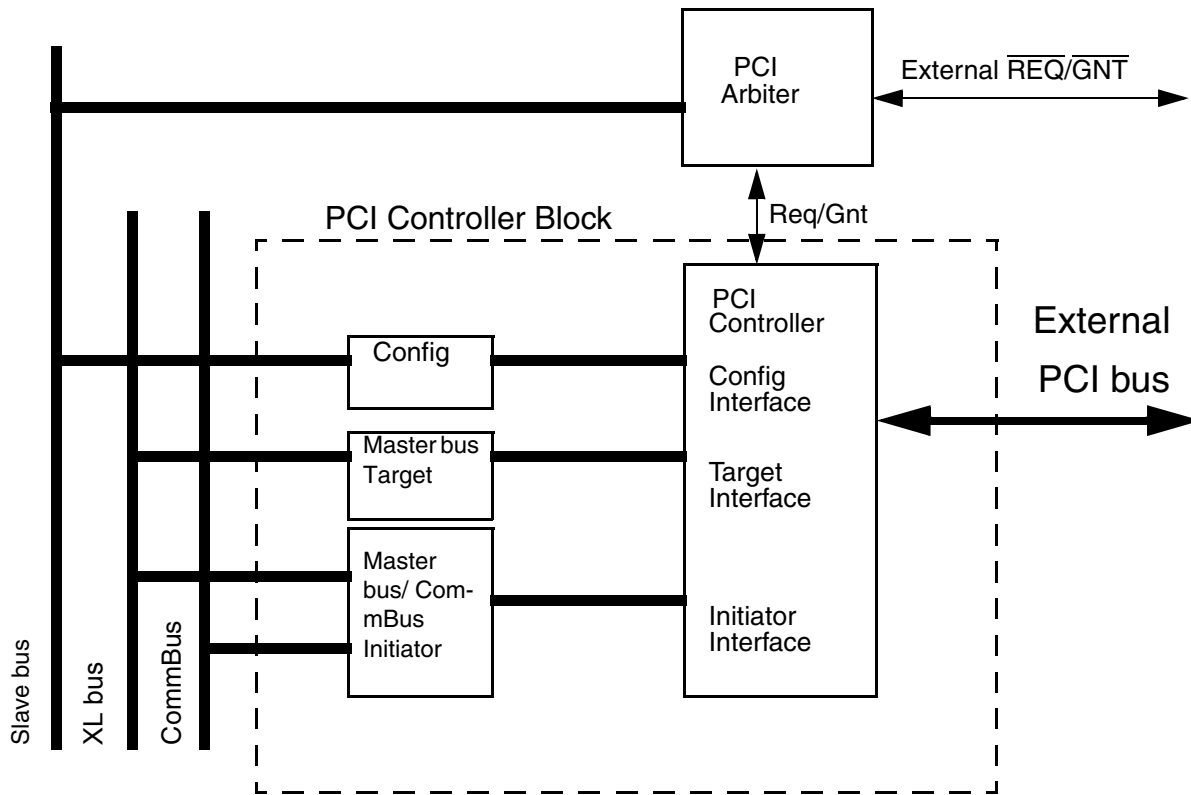 PCI
Arbiter
External REQ/GNT
Req/Gnt
PCI Controller Block
PCI
Controller
Config
Interface
Target
Interface
Initiator
Interface
External
PCI bus
Config
Master bus
Target
Master
bus/ Com-
mBus
Initiator
Slave bus
XL bus
CommBus